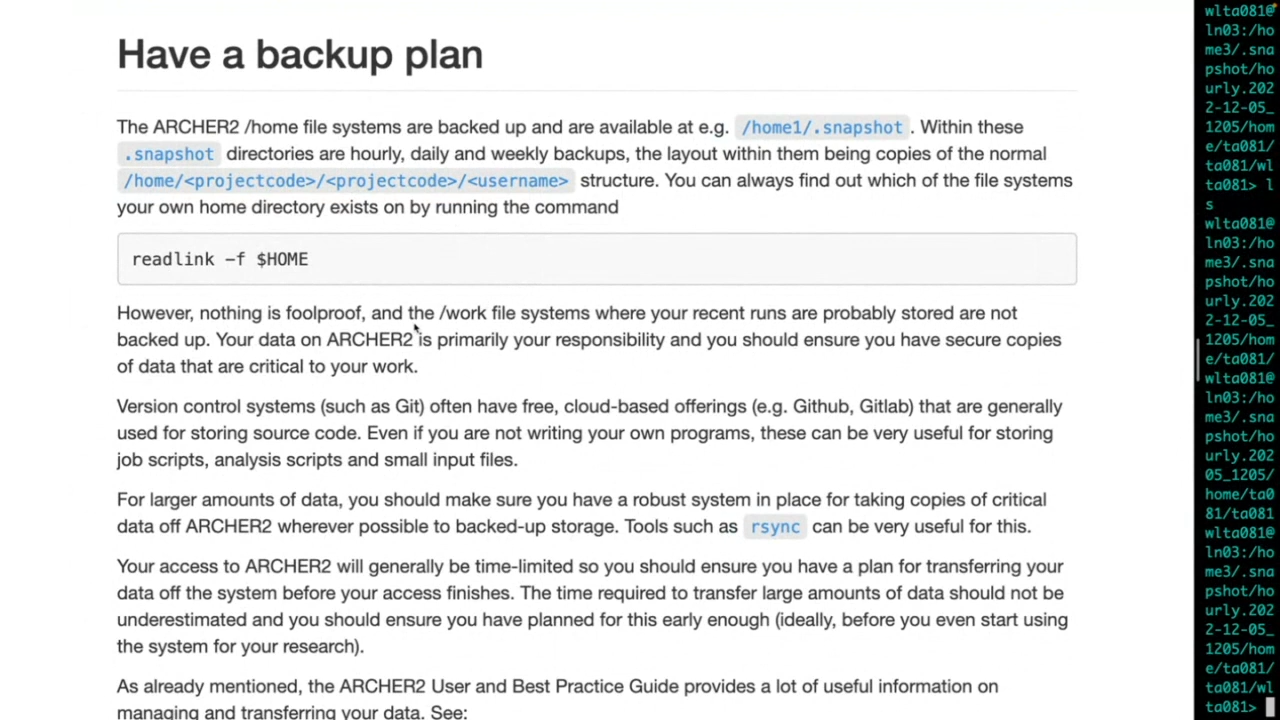 Have a backup plan
The ARCHER2 /home file systems are backed up and are available at e.g. /home1/.snapshot . Within these
.snapshot directories are hourly, daily and weekly backups, the layout within them being copies of the normal
/home/<projectcode>/<projectcode>/<username> structure. You can always find out which of the file systems
your own home directory exists on by running the command
readlink -f $HOME
However, nothing is foolproof, and the /work file systems where your recent runs are probably stored are not
backed up. Your data on ARCHER2 is primarily your responsibility and you should ensure you have secure copies
of data that are critical to your work.
Version control systems (such as Git) often have free, cloud-based offerings (e.g. Github, Gitlab) that are generally
used for storing source code. Even if you are not writing your own programs, these can be very useful for storing
job scripts, analysis scripts and small input files.
For larger amounts of data, you should make sure you have a robust system in place for taking copies of critical
data off ARCHER2 wherever possible to backed-up storage. Tools such as rsync can be very useful for this.
Your access to ARCHER2 will generally be time-limited so you should ensure you have a plan for transferring your
data off the system before your access finishes. The time required to transfer large amounts of data should not be
underestimated and you should ensure you have planned for this early enough (ideally, before you even start using
the system for your research).
As already mentioned, the ARCHER2 User and Best Practice Guide provides a lot of useful information on
managing and transferring your data. See:
wlta081@
ln03:/ho
me3/.sna
pshot/ho
urly.202
2-12-05_
1205/hom
e/ta081/
ta081/wl
ta081> l
s
wlta081@
ln03:/ho
me3/.sna
pshot/ho
urly.202
2-12-05_
1205/hom
e/ta081/
wlta081@
ln03:/ho
me3/.sna
pshot/ho
urly.202
05_1205/
home/ta0
81/ta081
wlta081@
ln03:/ho
me3/.sna
pshot/ho
urly.202
2-12-05_
1205/hom
e/ta081/
ta081/wl
ta081>